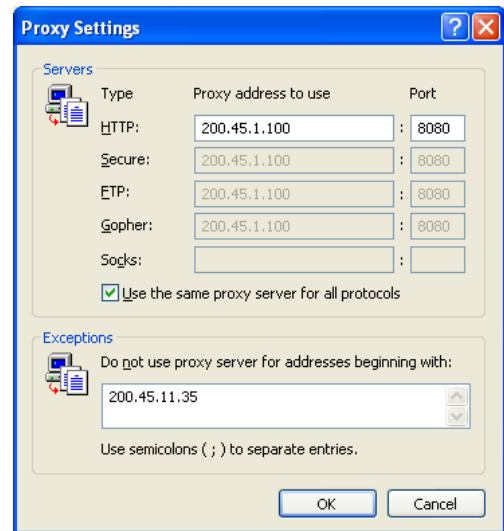 Proxy Settings
Servers
Type Proxy address to use Port
HTTP: 200.45.1.100 : 8080
Secure: 200.45.1.100 : 8080
FTP: 200.45.1.100 : 8080
Gopher: 200.45.1.100 : 8080
Socks: :
Use the same proxy server for all protocols
Exceptions
Do not use proxy server for addresses beginning with:
200.45.11.35
Use semicolons ( ; ) to separate entries.
OK Cancel